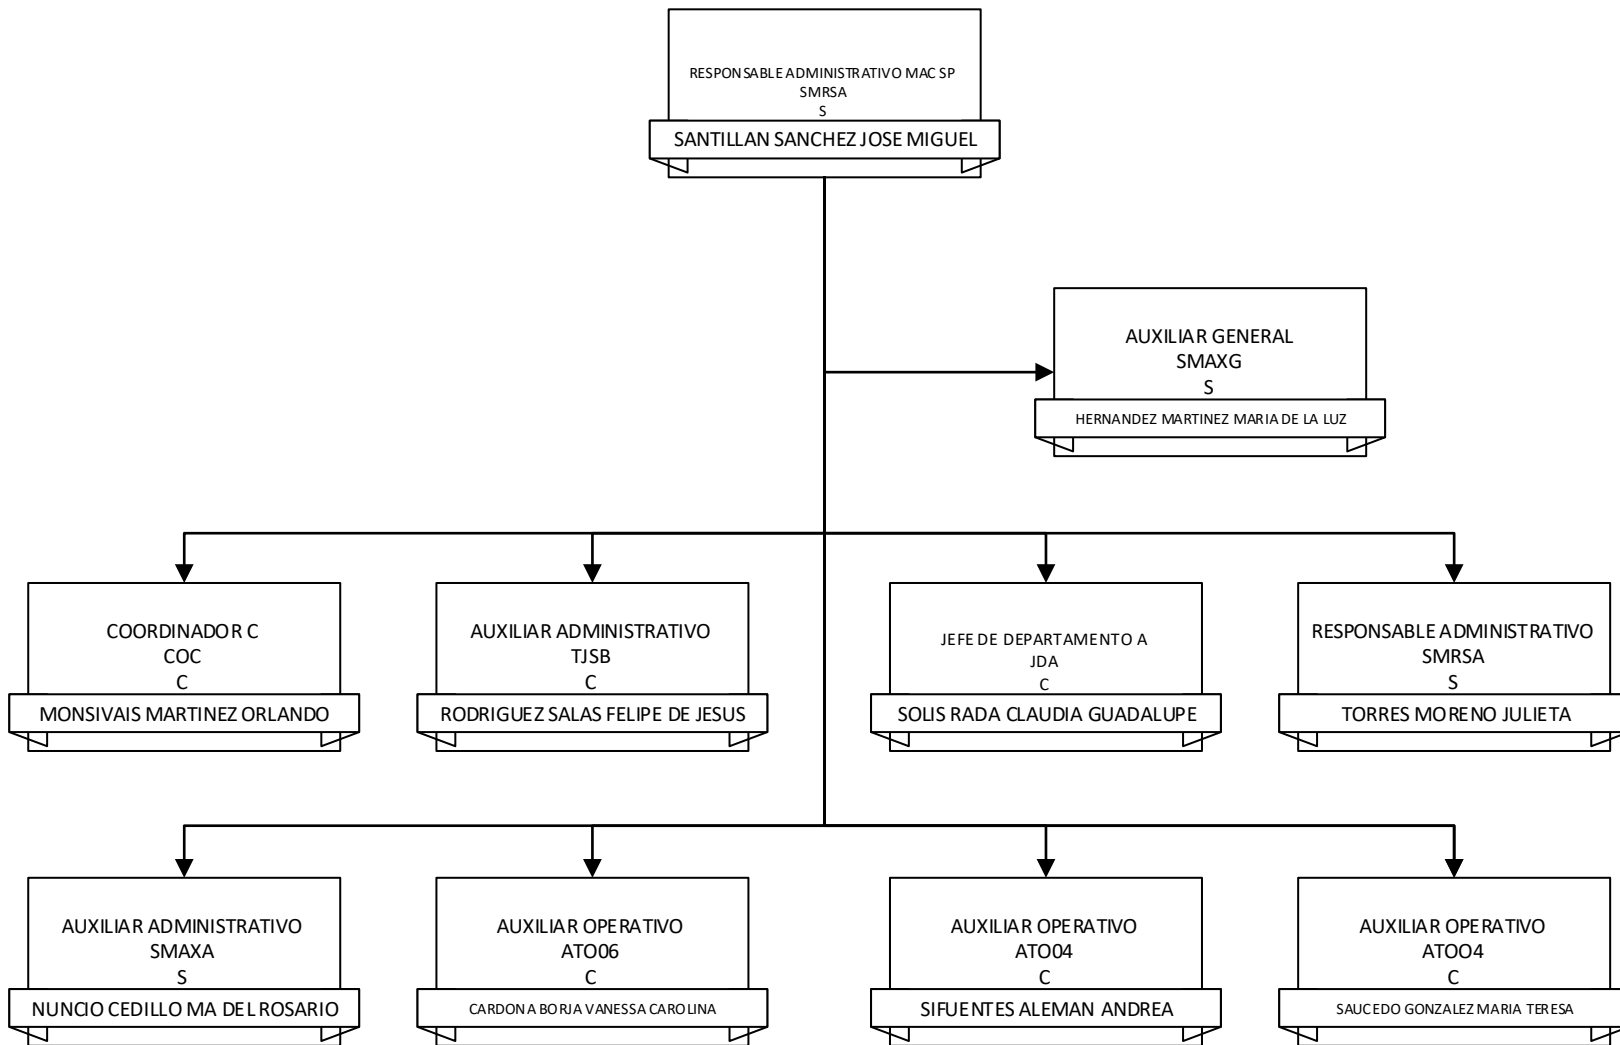 RESPONSABLE ADMINISTRATIVO MAC SP
SMRSA
S
SANTILLAN SANCHEZ JOSE MIGUEL
AUXILIAR GENERAL
SMAXG
S
HERNANDEZ MARTINEZ MARIA DE LA LUZ
COORDINADOR C
COC
C
MONSIVAIS MARTINEZ ORLANDO
AUXILIAR ADMINISTRATIVO
TJSB
C
RODRIGUEZ SALAS FELIPE DE JESUS
JEFE DE DEPARTAMENTO A
JDA
C
SOLIS RADA CLAUDIA GUADALUPE
RESPONSABLE ADMINISTRATIVO
SMRSA
S
TORRES MORENO JULIETA
AUXILIAR ADMINISTRATIVO
SMAXA
S
NUNCIO CEDILLO MA DEL ROSARIO
AUXILIAR OPERATIVO
ATO06
C
CARDONA BORJA VANESSA CAROLINA
AUXILIAR OPERATIVO
ATO04
C
SIFUENTES ALEMAN ANDREA
AUXILIAR OPERATIVO
ATOO4
C
SAUCEDO GONZALEZ MARIA TERESA